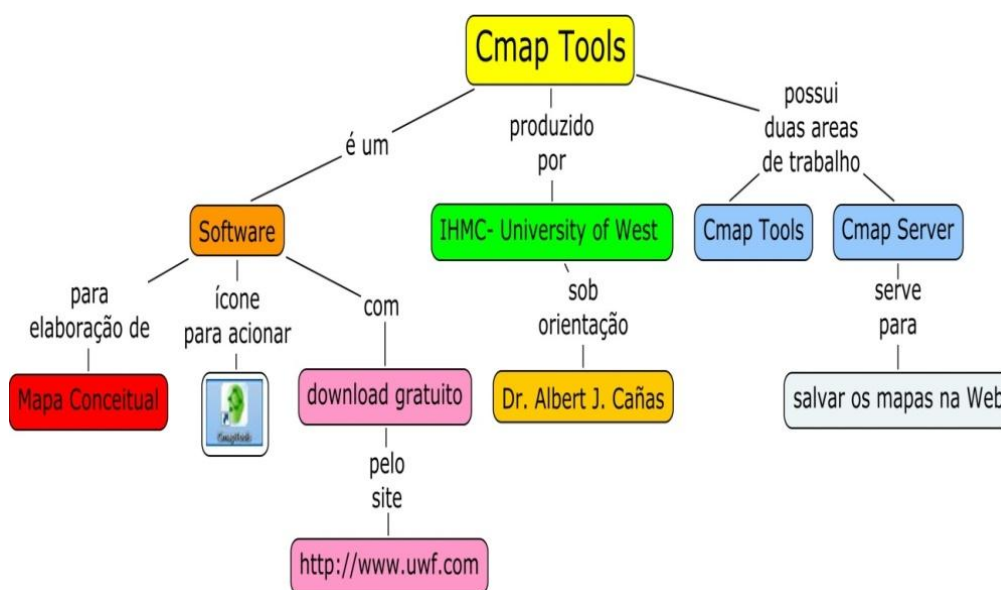 Cmap Tools
é um
produzido
por
possui
duas areas
de trabalho
Software
IHMC- University of West
Cmap Tools
Cmap Server
para
elaboração de
ícone
para acionar
com
sob
orientação
serve
para
Mapa Conceitual
CmapTools
download gratuito
Dr. Albert J. Cañas
salvar os mapas na Web
pelo
site
http://www.uwf.com